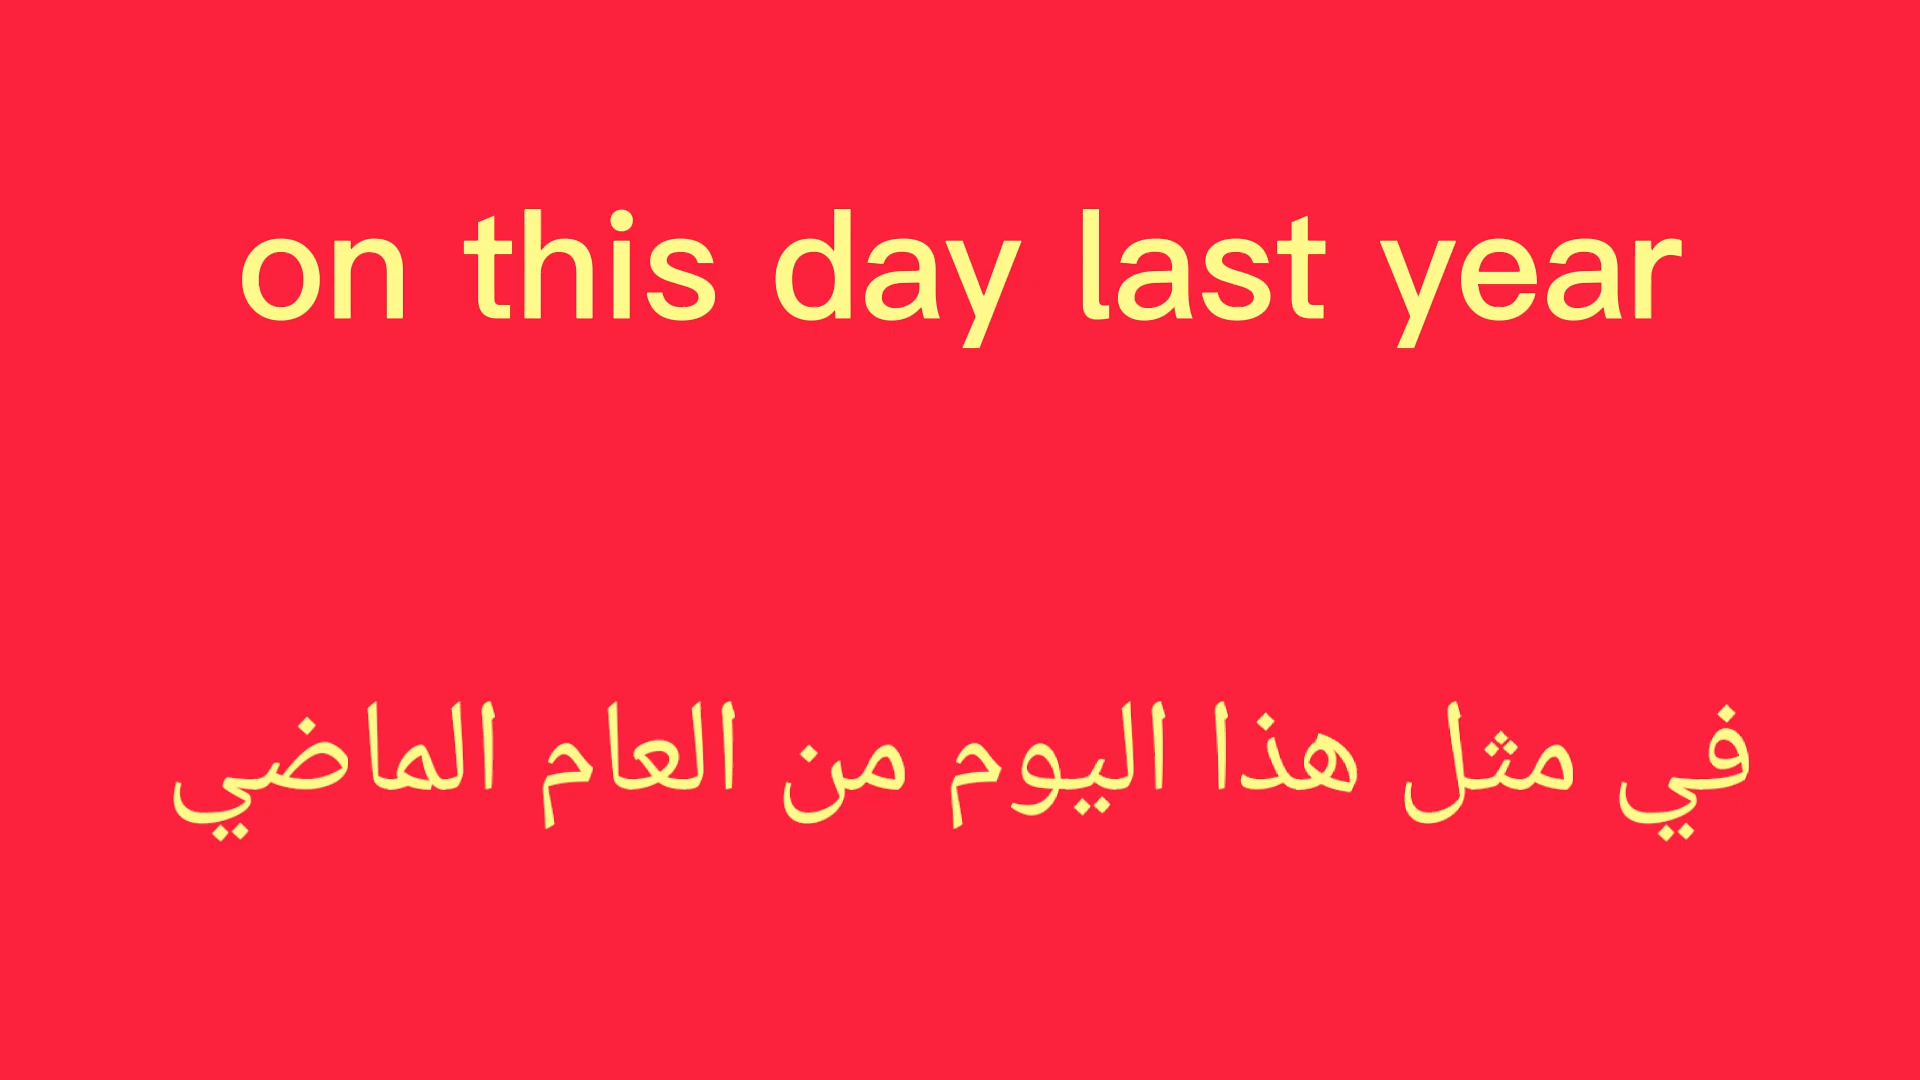 on this day last year
في مثل هذا اليوم من العام الماضي